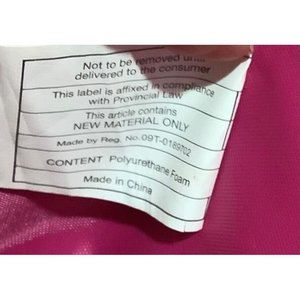 Not to be removed until
delivered to the consumer
This label is affixed in compliance
with Provincial Law
This article contains
NEW MATERIAL ONLY
Made by Reg. No.09T-0189702
CONTENT Polyurethane Foam
Made in China